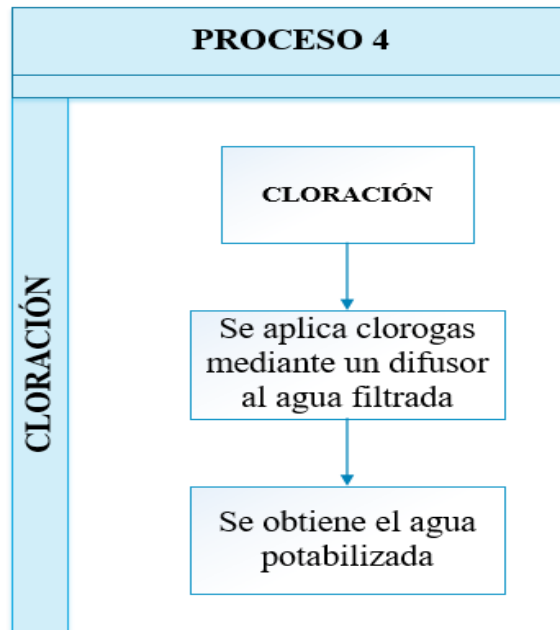 PROCESO 4
CLORACIÓN
CLORACIÓN
Se aplica clorogas
mediante un difusor
al agua filtrada
Se obtiene el agua
potabilizada